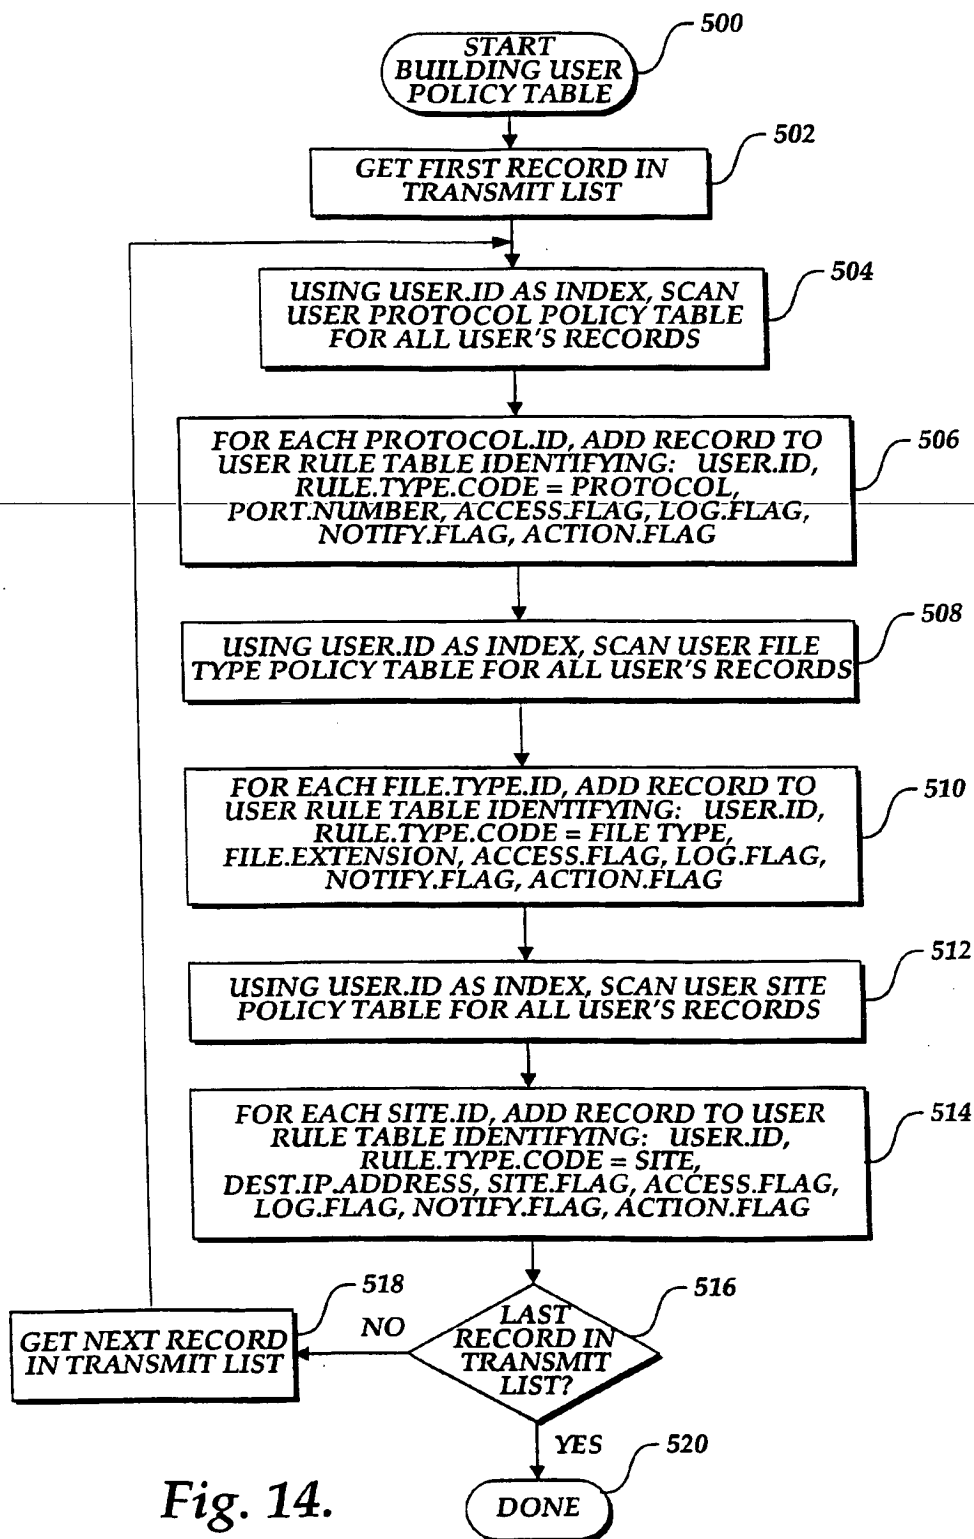 500
START
BUILDING USER
POLICY TABLE
502
GET FIRST RECORD IN
TRANSMIT LIST
504
USING USER.ID AS INDEX, SCAN
USER PROTOCOL POLICY TABLE
FOR ALL USER'S RECORDS
506
FOR EACH PROTOCOL.ID, ADD RECORD TO
USER RULE TABLE IDENTIFYING: USER.ID,
RULE.TYPE.CODE = PROTOCOL,
PORT.NUMBER, ACCESS.FLAG, LOG.FLAG,
NOTIFY.FLAG, ACTION.FLAG
508
USING USER.ID AS INDEX, SCAN USER FILE
TYPE POLICY TABLE FOR ALL USER'S RECORDS
510
FOR EACH FILE.TYPE.ID, ADD RECORD TO
USER RULE TABLE IDENTIFYING: USER.ID,
RULE.TYPE.CODE = FILE TYPE,
FILE.EXTENSION, ACCESS.FLAG, LOG.FLAG,
NOTIFY.FLAG, ACTION.FLAG
512
USING USER.ID AS INDEX, SCAN USER SITE
POLICY TABLE FOR ALL USER'S RECORDS
514
FOR EACH SITE.ID, ADD RECORD TO USER
RULE TABLE IDENTIFYING: USER.ID,
RULE.TYPE.CODE = SITE,
DEST.IP.ADDRESS, SITE.FLAG, ACCESS.FLAG,
LOG.FLAG, NOTIFY.FLAG, ACTION.FLAG
516
LAST
RECORD IN
TRANSMIT
LIST?
NO
518
GET NEXT RECORD
IN TRANSMIT LIST
YES
520
DONE
Fig. 14.